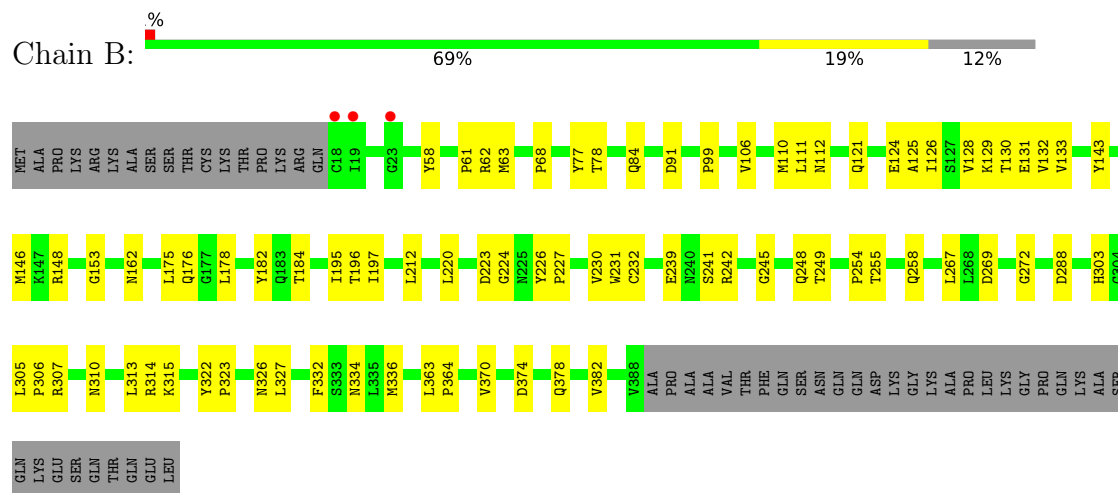 .%
Chain B:
69% 19% 12%
MET ALA PRO LYS ARG LYS ALA SER SER THR CYS LYS THR PRO LYS ARG GLN C18 I19 G23 Y58 P61 R62 M63 P68 Y77 T78 Q84 D91 P99 V106 M110 L111 N112 Q121 E124 A125 I126 S127 V128 K129 T130 E131 V132 V133 Y143
M146 K147 R148 G153 N162 L175 Q176 G177 L178 Y182 Q183 T184 I195 T196 I197 L212 L220 D223 G224 N225 Y226 P227 V230 W231 C232 E239 N240 S241 R242 G245 Q248 T249 P254 T255 Q258 L267 L268 D269 G272 D288 H303 G304
L305 P306 R307 N310 L313 R314 K315 Y322 P323 N326 L327 F332 S333 N334 L335 M336 L363 P364 V370 D374 Q378 V382 V388 ALA PRO ALA ALA VAL THR PHE GLN SER ASN GLN GLN ASP LYS GLY LYS ALA PRO LEU LYS GLY PRO GLN LYS ALA SER
GLN LYS GLU SER GLN THR GLN GLU LEU